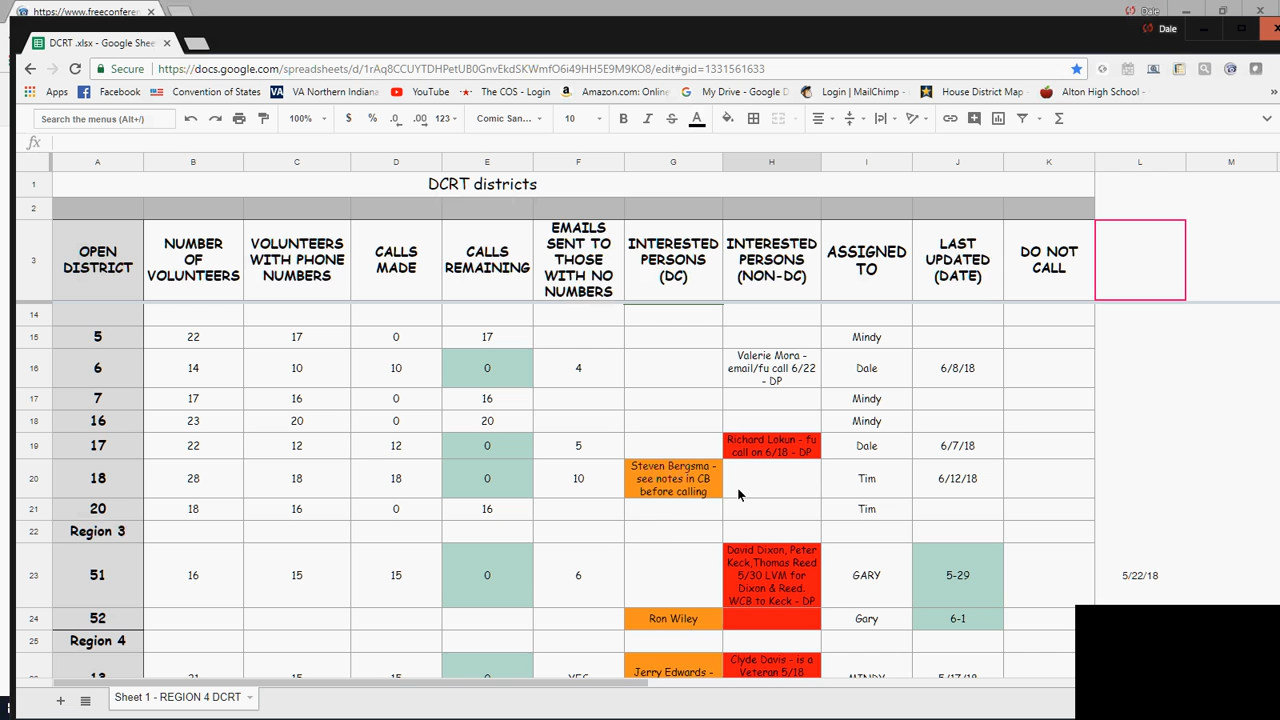 https://www.freeconferen
Dale
Dale
DCRT .xlsx - Google Shee
Secure https://docs.google.com/spreadsheets/d/1rAq8CCUYTDHPetUB0GnvEkdSKWmfO6i49HH5E9M9KO8/edit#gid=1331561633
Apps Facebook Convention of States VA Northern Indiana YouTube The COS - Login Amazon.com: Onlin My Drive - Google D Login | MailChimp House District Map Alton High School -
Search the menus (Alt+/) 100% $ % .0 .00 123 Comic San... 10 B I S A Σ
fx
A B C D E F G H I J K L M
1 DCRT districts
2
3
OPEN DISTRICT
NUMBER OF VOLUNTEERS
VOLUNTEERS WITH PHONE NUMBERS
CALLS MADE
CALLS REMAINING
EMAILS SENT TO THOSE WITH NO NUMBERS
INTERESTED PERSONS (DC)
INTERESTED PERSONS (NON-DC)
ASSIGNED TO
LAST UPDATED (DATE)
DO NOT CALL
14
15 5 22 17 0 17 Mindy
16 6 14 10 10 0 4 Valerie Mora - email/fu call 6/22 - DP Dale 6/8/18
17 7 17 16 0 16 Mindy
18 16 23 20 0 20 Mindy
19 17 22 12 12 0 5 Richard Lokun - fu call on 6/18 - DP Dale 6/7/18
20 18 28 18 18 0 10 Steven Bergsma - see notes in CB before calling Tim 6/12/18
21 20 18 16 0 16 Tim
22 Region 3
23 51 16 15 15 0 6 David Dixon, Peter Keck,Thomas Reed 5/30 LVM for Dixon & Reed. WCB to Keck - DP GARY 5-29 5/22/18
24 52 Ron Wiley Gary 6-1
25 Region 4
Jerry Edwards - Clyde Davis - is a Veteran 5/18
Sheet 1 - REGION 4 DCRT